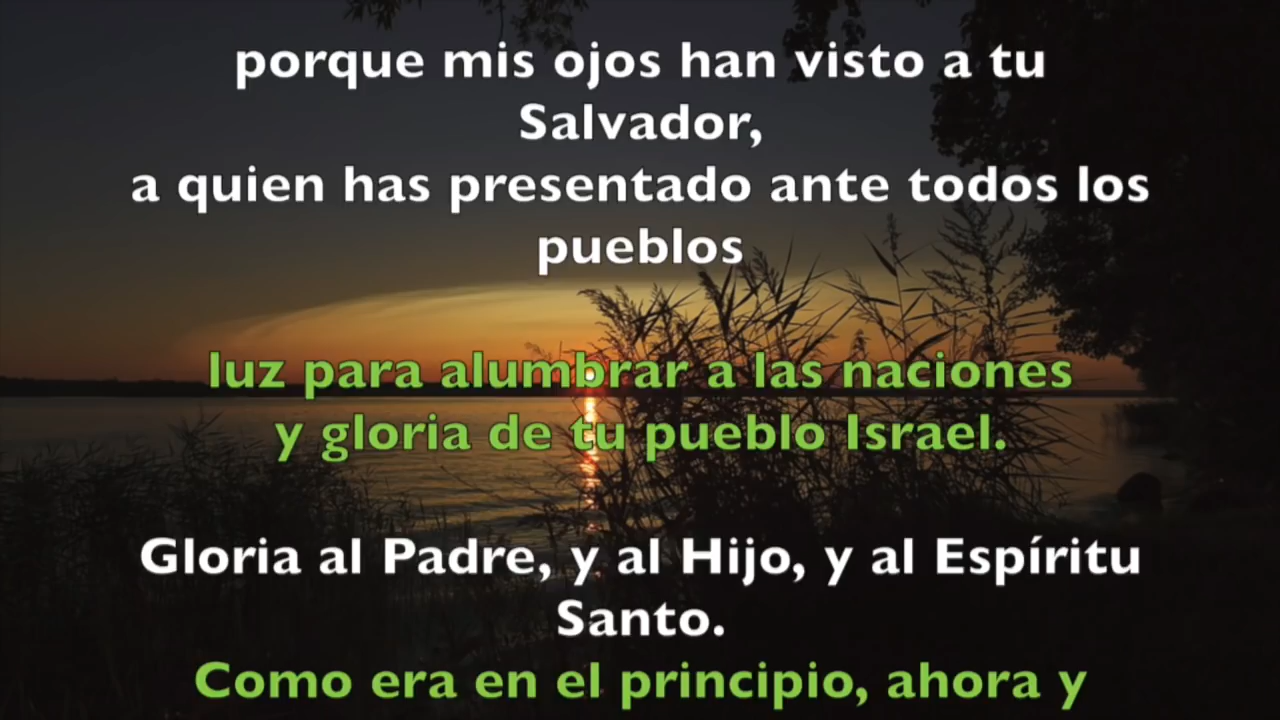 porque mis ojos han visto a tu
Salvador,
a quien has presentado ante todos los
pueblos
luz para alumbrar a las naciones
y gloria de tu pueblo Israel.
Gloria al Padre, y al Hijo, y al Espíritu
Santo.
Como era en el principio, ahora y